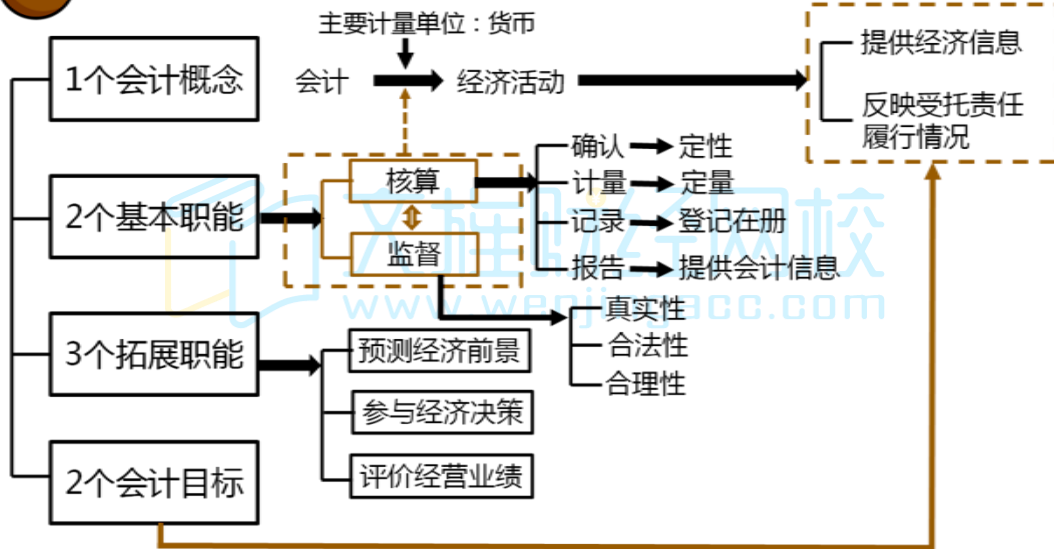 主要计量单位：货币
1个会计概念
会计
经济活动
提供经济信息
反映受托责任
履行情况
2个基本职能
核算
监督
确认
定性
计量
定量
记录
登记在册
报告
提供会计信息
真实性
合法性
合理性
3个拓展职能
预测经济前景
参与经济决策
评价经营业绩
2个会计目标
www.wenjingacc.com